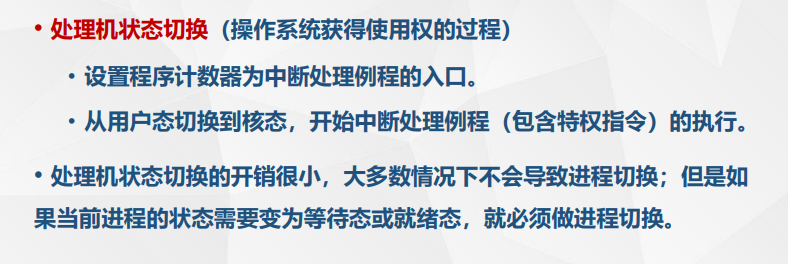 • 处理机状态切换（操作系统获得使用权的过程）
• 设置程序计数器为中断处理例程的入口。
• 从用户态切换到核态，开始中断处理例程（包含特权指令）的执行。
• 处理机状态切换的开销很小，大多数情况下不会导致进程切换；但是如
果当前进程的状态需要变为等待态或就绪态，就必须做进程切换。